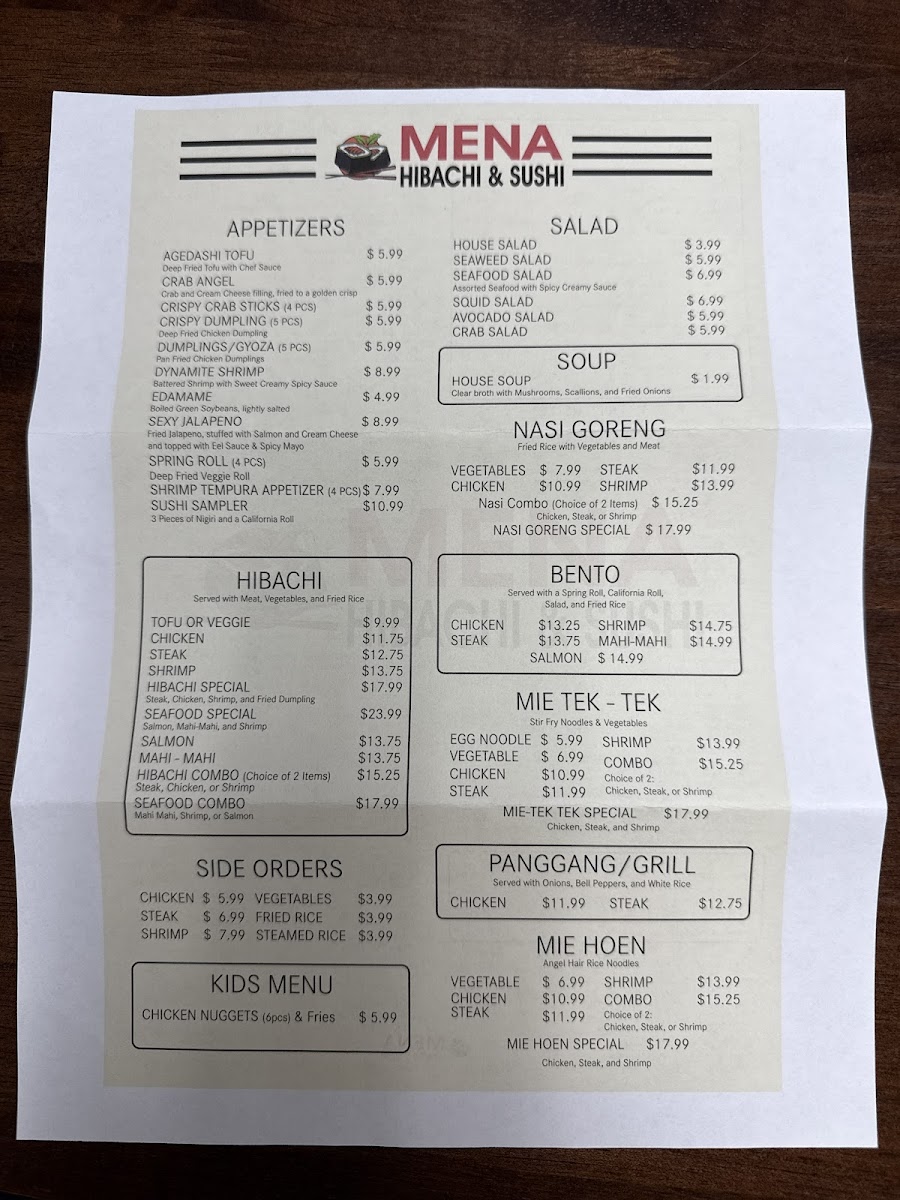 MENA
HIBACHI & SUSHI
APPETIZERS
AGEDASHI TOFU $ 5.99
Deep Fried Tofu with Chef Sauce
CRAB ANGEL $ 5.99
Crab and Cream Cheese filling, fried to a golden crisp
CRISPY CRAB STICKS (4 PCS) $ 5.99
CRISPY DUMPLING (5 PCS) $ 5.99
Deep Fried Chicken Dumpling
DUMPLINGS/GYOZA (5 PCS) $ 5.99
Pan Fried Chicken Dumplings
DYNAMITE SHRIMP $ 8.99
Battered Shrimp with Sweet Creamy Spicy Sauce
EDAMAME $ 4.99
Boiled Green Soybeans, lightly salted
SEXY JALAPENO $ 8.99
Fried Jalapeno, stuffed with Salmon and Cream Cheese
and topped with Eel Sauce & Spicy Mayo
SPRING ROLL (4 PCS) $ 5.99
Deep Fried Veggie Roll
SHRIMP TEMPURA APPETIZER (4 PCS) $ 7.99
SUSHI SAMPLER $10.99
3 Pieces of Nigiri and a California Roll
HIBACHI
Served with Meat, Vegetables, and Fried Rice
TOFU OR VEGGIE $ 9.99
CHICKEN $11.75
STEAK $12.75
SHRIMP $13.75
HIBACHI SPECIAL $17.99
Steak, Chicken, Shrimp, and Fried Dumpling
SEAFOOD SPECIAL $23.99
Salmon, Mahi-Mahi, and Shrimp
SALMON $13.75
MAHI - MAHI $13.75
HIBACHI COMBO (Choice of 2 Items) $15.25
Steak, Chicken, or Shrimp
SEAFOOD COMBO $17.99
Mahi Mahi, Shrimp, or Salmon
SIDE ORDERS
CHICKEN $ 5.99 VEGETABLES $3.99
STEAK $ 6.99 FRIED RICE $3.99
SHRIMP $ 7.99 STEAMED RICE $3.99
KIDS MENU
CHICKEN NUGGETS (6pcs) & Fries $ 5.99
SALAD
HOUSE SALAD $ 3.99
SEAWEED SALAD $ 5.99
SEAFOOD SALAD $ 6.99
Assorted Seafood with Spicy Creamy Sauce
SQUID SALAD $ 6.99
AVOCADO SALAD $ 5.99
CRAB SALAD $ 5.99
SOUP
HOUSE SOUP $ 1.99
Clear broth with Mushrooms, Scallions, and Fried Onions
NASI GORENG
Fried Rice with Vegetables and Meat
VEGETABLES $ 7.99 STEAK $11.99
CHICKEN $10.99 SHRIMP $13.99
Nasi Combo (Choice of 2 Items) $ 15.25
Chicken, Steak, or Shrimp
NASI GORENG SPECIAL $ 17.99
BENTO
Served with a Spring Roll, California Roll,
Salad, and Fried Rice
CHICKEN $13.25 SHRIMP $14.75
STEAK $13.75 MAHI-MAHI $14.99
SALMON $ 14.99
MIE TEK - TEK
Stir Fry Noodles & Vegetables
EGG NOODLE $ 5.99 SHRIMP $13.99
VEGETABLE $ 6.99 COMBO $15.25
CHICKEN $10.99 Choice of 2:
STEAK $11.99 Chicken, Steak, or Shrimp
MIE-TEK TEK SPECIAL $17.99
Chicken, Steak, and Shrimp
PANGGANG/GRILL
Served with Onions, Bell Peppers, and White Rice
CHICKEN $11.99 STEAK $12.75
MIE HOEN
Angel Hair Rice Noodles
VEGETABLE $ 6.99 SHRIMP $13.99
CHICKEN $10.99 COMBO $15.25
STEAK $11.99 Choice of 2:
Chicken, Steak, or Shrimp
MIE HOEN SPECIAL $17.99
Chicken, Steak, and Shrimp